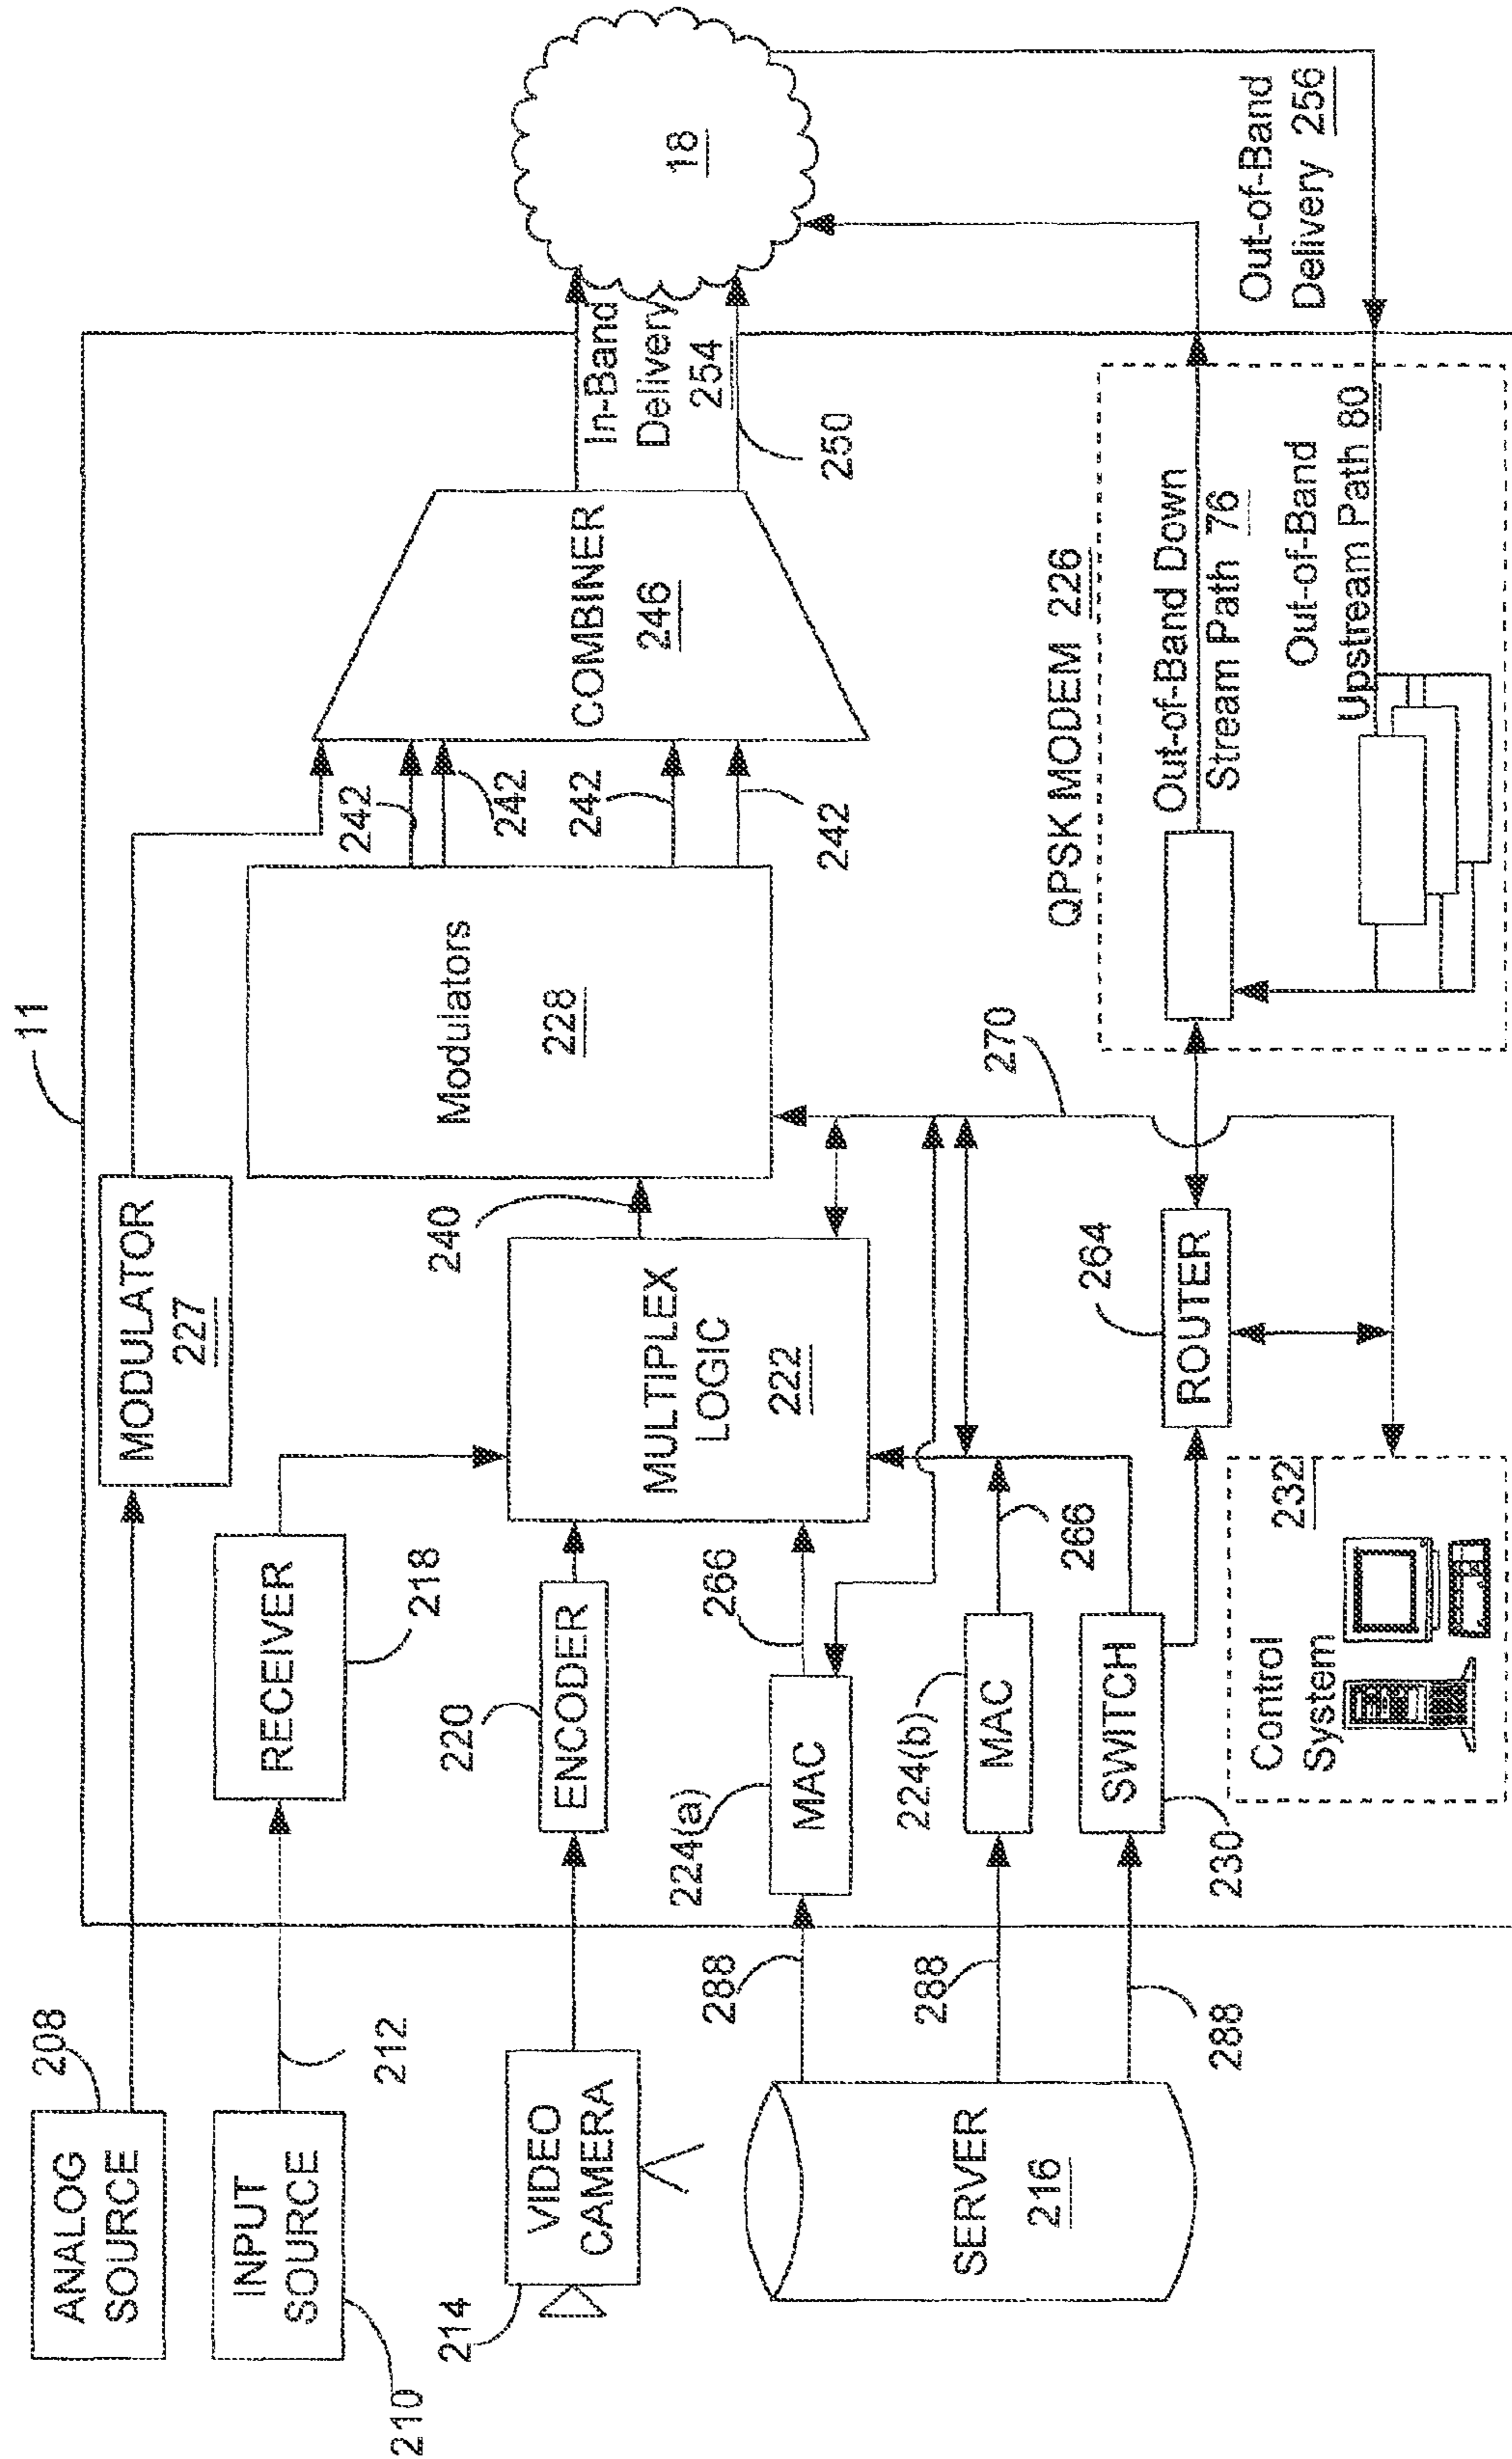 11
ANALOG
SOURCE
208
MODULATOR
227
INPUT
SOURCE
210
212
RECEIVER
218
VIDEO
CAMERA
214
ENCODER
220
MULTIPLEX
LOGIC
222
240
Modulators
228
242
242
242
242
COMBINER
246
In-Band
Delivery
254
250
18
SERVER
216
288
288
288
MAC
224(a)
266
MAC
224(b)
266
SWITCH
230
ROUTER
264
270
Control
System
232
QPSK MODEM 226
Out-of-Band Down
Stream Path 76
Out-of-Band
Upstream Path 80
Out-of-Band
Delivery 256